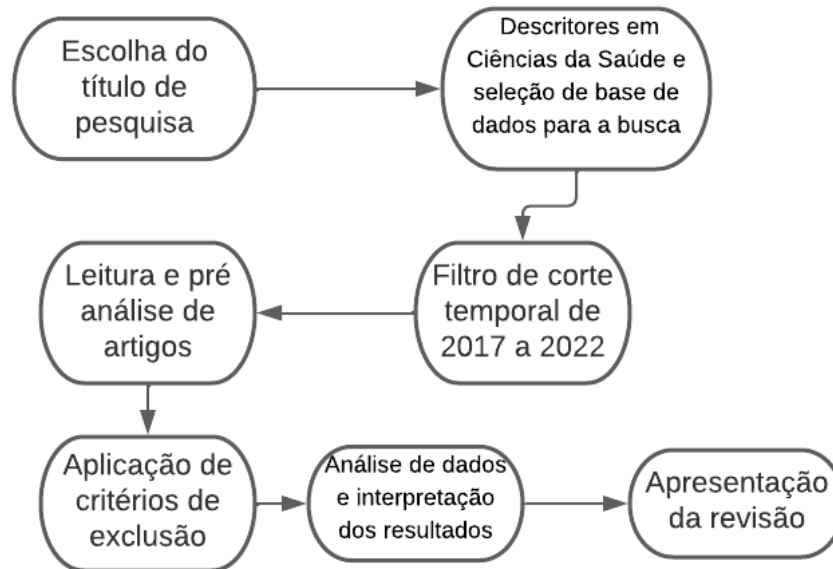 Escolha do
título de
pesquisa
Descritores em
Ciências da Saúde e
seleção de base de
dados para a busca
Filtro de corte
temporal de
2017 a 2022
Leitura e pré
análise de
artigos
Aplicação de
critérios de
exclusão
Análise de dados
e interpretação
dos resultados
Apresentação
da revisão